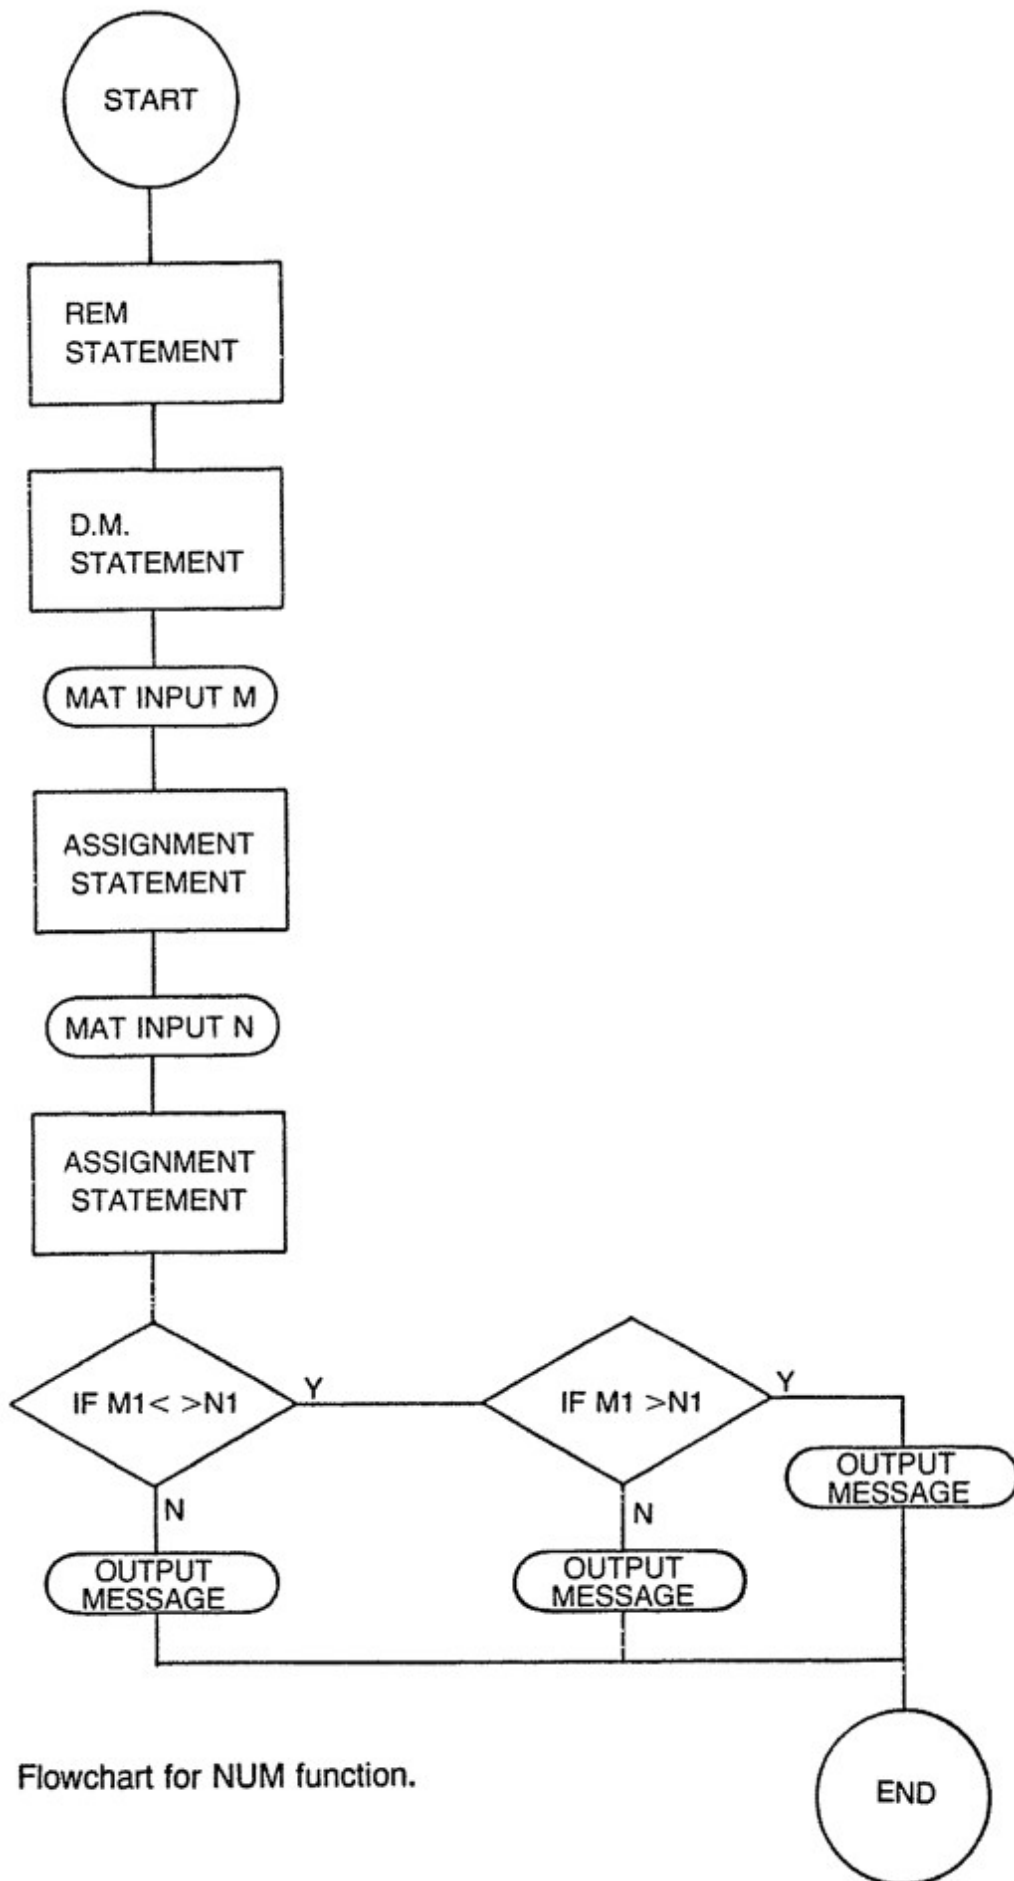 START
REM
STATEMENT
D.M.
STATEMENT
MAT INPUT M
ASSIGNMENT
STATEMENT
MAT INPUT N
ASSIGNMENT
STATEMENT
IF M1< >N1
Y
IF M1 >N1
Y
OUTPUT
MESSAGE
N
N
OUTPUT
MESSAGE
OUTPUT
MESSAGE
Flowchart for NUM function.
END